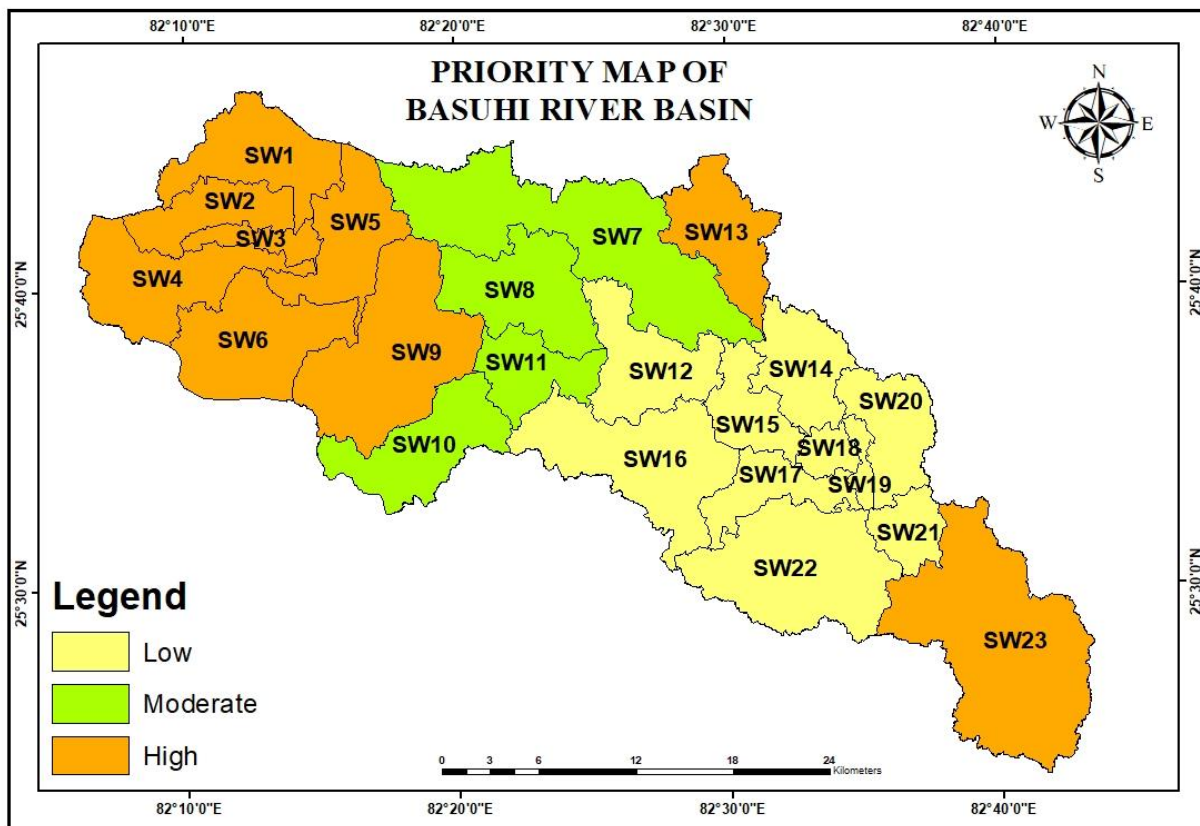 82°10'0"E 82°20'0"E 82°30'0"E 82°40'0"E
PRIORITY MAP OF
BASUHI RIVER BASIN
N
W E
S
SW1
SW2
SW3
SW4
SW5
SW6
SW7
SW8
SW9
SW10
SW11
SW12
SW13
SW14
SW15
SW16
SW17
SW18
SW19
SW20
SW21
SW22
SW23
25°40'0"N 25°40'0"N
25°30'0"N 25°30'0"N
Legend
Low
Moderate
High
0 3 6 12 18 24
Kilometers
82°10'0"E 82°20'0"E 82°30'0"E 82°40'0"E